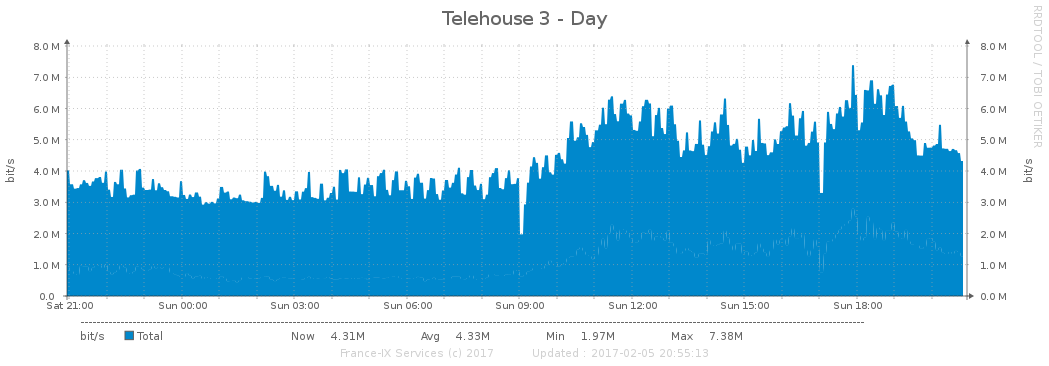 Telehouse 3 - Day
RRDTOOL / TOBI OETIKER
bit/s
8.0 M 8.0 M
7.0 M 7.0 M
6.0 M 6.0 M
5.0 M 5.0 M
4.0 M 4.0 M
3.0 M 3.0 M
2.0 M 2.0 M
1.0 M 1.0 M
0.0 0.0 M
bit/s
Sat 21:00 Sun 00:00 Sun 03:00 Sun 06:00 Sun 09:00 Sun 12:00 Sun 15:00 Sun 18:00
bit/s Total Now 4.31M Avg 4.33M Min 1.97M Max 7.38M
France-IX Services (c) 2017 Updated : 2017-02-05 20:55:13